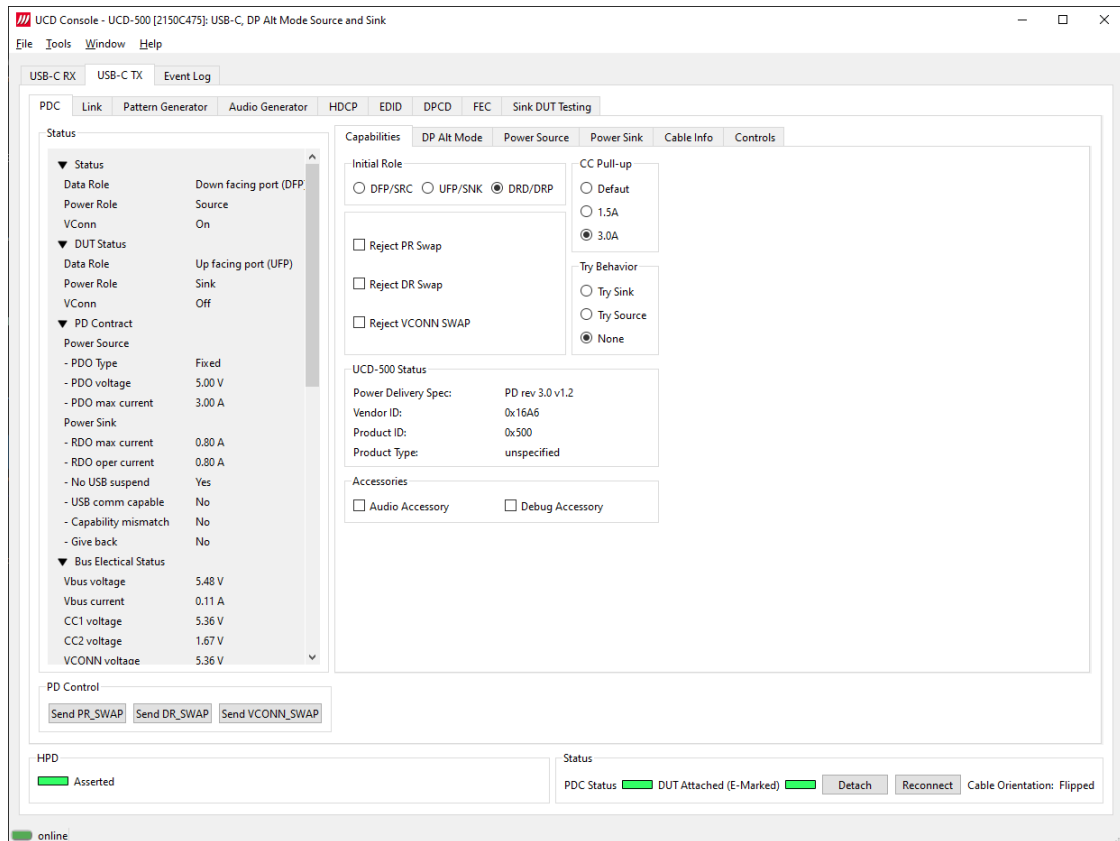 UCD Console - UCD-500 [2150C475]: USB-C, DP Alt Mode Source and Sink
File Tools Window Help
USB-C RX USB-C TX Event Log
PDC Link Pattern Generator Audio Generator HDCP EDID DPCD FEC Sink DUT Testing
Status
Status
Data Role Down facing port (DFP
Power Role Source
VConn On
DUT Status
Data Role Up facing port (UFP)
Power Role Sink
VConn Off
PD Contract
Power Source
- PDO Type Fixed
- PDO voltage 5.00 V
- PDO max current 3.00 A
Power Sink
- RDO max current 0.80 A
- RDO oper current 0.80 A
- No USB suspend Yes
- USB comm capable No
- Capability mismatch No
- Give back No
Bus Electical Status
Vbus voltage 5.48 V
Vbus current 0.11 A
CC1 voltage 5.36 V
CC2 voltage 1.67 V
VCONN voltage 5.36 V
PD Control
Send PR_SWAP Send DR_SWAP Send VCONN_SWAP
Capabilities DP Alt Mode Power Source Power Sink Cable Info Controls
Initial Role
DFP/SRC UFP/SNK DRD/DRP
Reject PR Swap
Reject DR Swap
Reject VCONN SWAP
CC Pull-up
Defaut
1.5A
3.0A
Try Behavior
Try Sink
Try Source
None
UCD-500 Status
Power Delivery Spec: PD rev 3.0 v1.2
Vendor ID: 0x16A6
Product ID: 0x500
Product Type: unspecified
Accessories
Audio Accessory Debug Accessory
HPD
Asserted
Status
PDC Status DUT Attached (E-Marked) Detach Reconnect Cable Orientation: Flipped
online